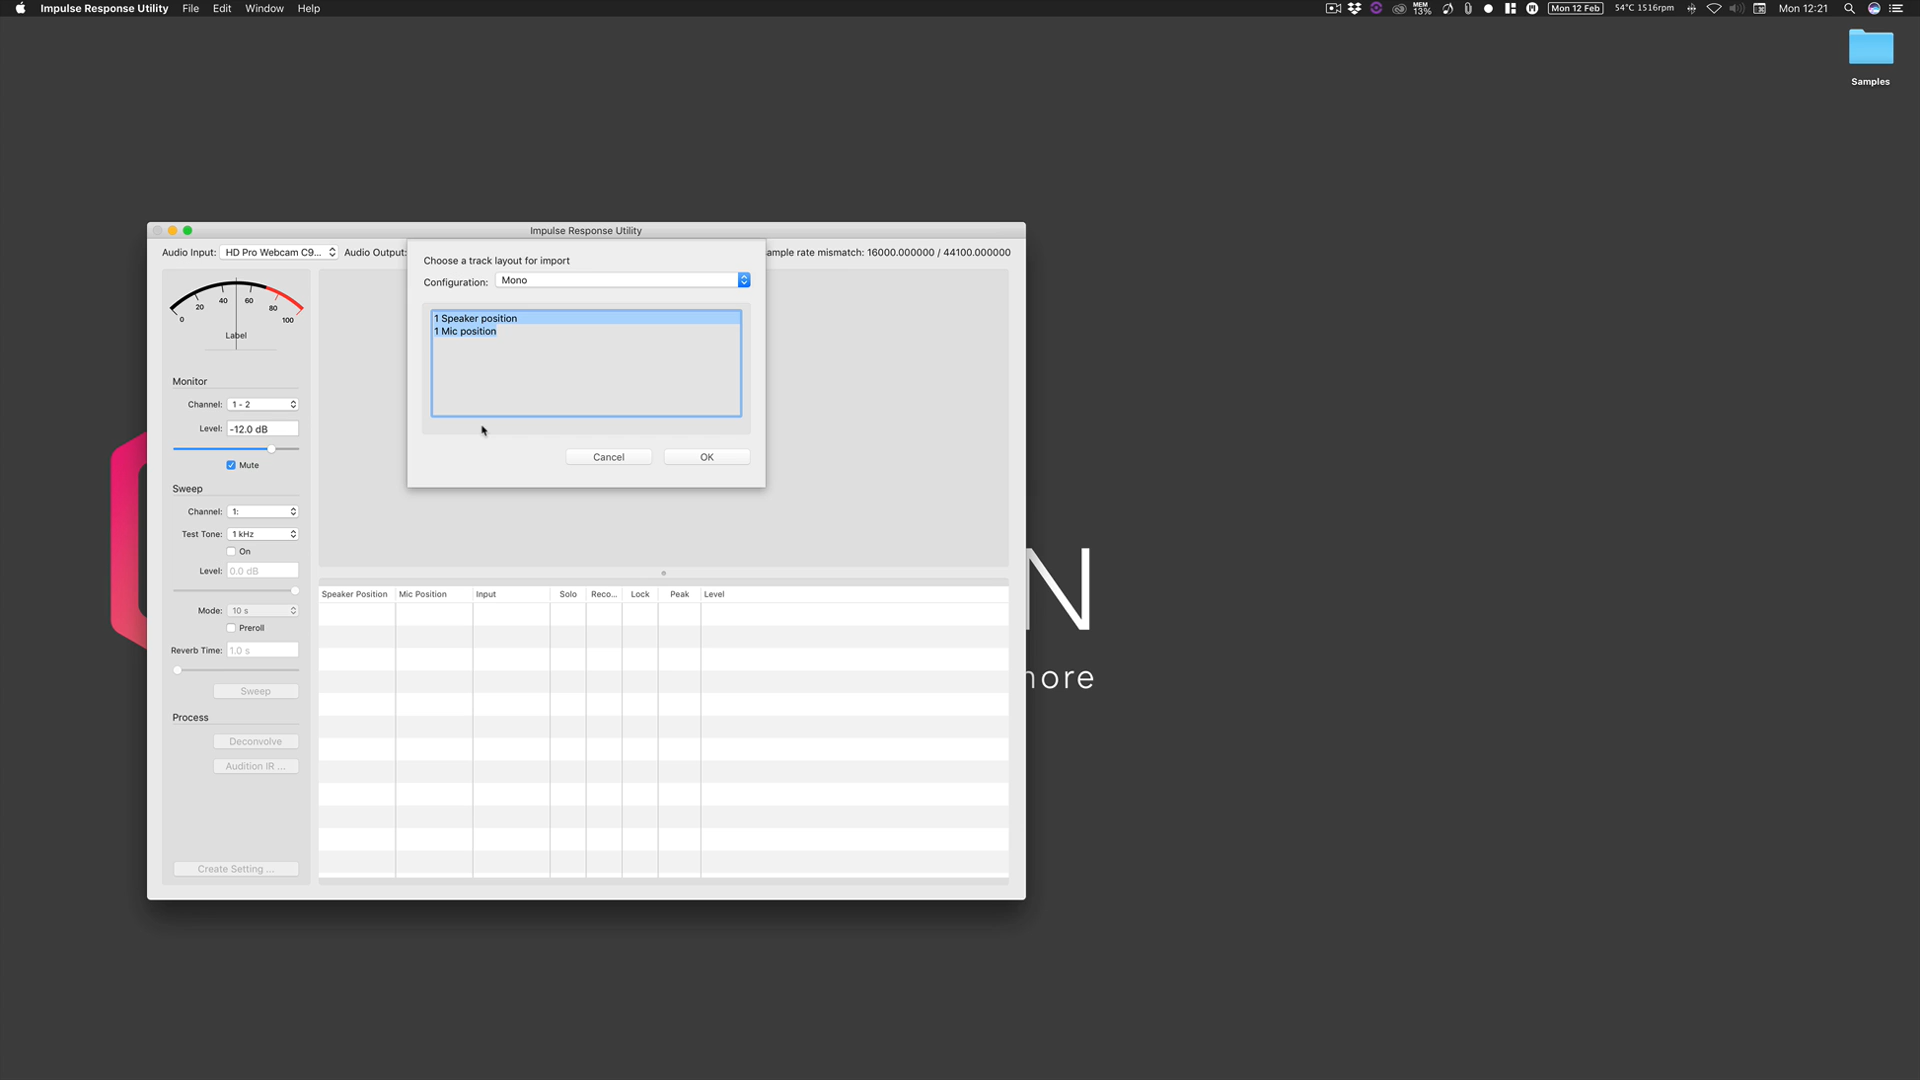 Impulse Response Utility File Edit Window Help
MEM 13%
Mon 12 Feb
54°C 1516rpm
Mon 12:21
Samples
Impulse Response Utility
Audio Input: HD Pro Webcam C9... Audio Output:
ample rate mismatch: 16000.000000 / 44100.000000
Choose a track layout for import
Configuration: Mono
1 Speaker position
1 Mic position
Cancel OK
0 20 40 60 80 100
Label
Monitor
Channel: 1 - 2
Level: -12.0 dB
Mute
Sweep
Channel: 1:
Test Tone: 1 kHz
On
Level: 0.0 dB
Mode: 10 s
Preroll
Reverb Time: 1.0 s
Sweep
Process
Deconvolve
Audition IR ...
Create Setting ...
Speaker Position Mic Position Input Solo Reco... Lock Peak Level
N
more